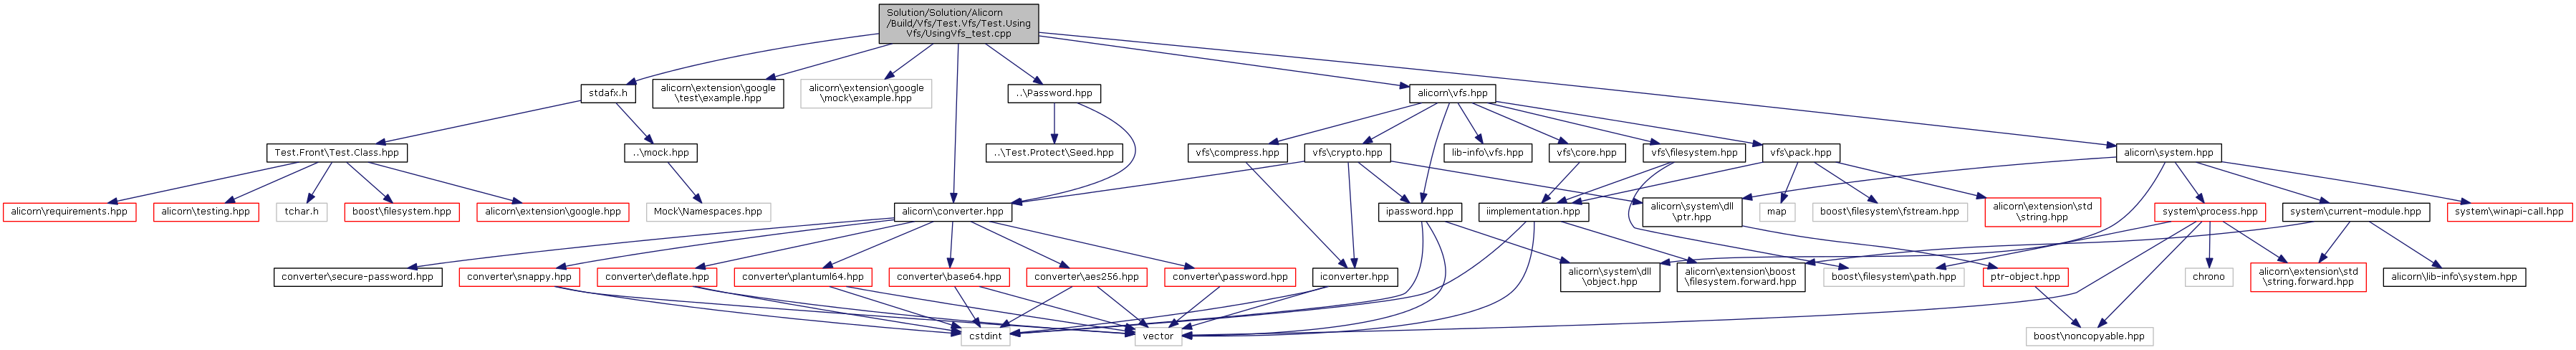 Solution/Solution/Alicorn
/Build/Vfs/Test.Vfs/Test.Using
Vfs/UsingVfs_test.cpp
stdafx.h
alicorn\extension\google
\test\example.hpp
alicorn\extension\google
\mock\example.hpp
..\Password.hpp
alicorn\vfs.hpp
Test.Front\Test.Class.hpp
..\mock.hpp
..\Test.Protect\Seed.hpp
vfs\compress.hpp
vfs\crypto.hpp
lib-info\vfs.hpp
vfs\core.hpp
vfs\filesystem.hpp
vfs\pack.hpp
alicorn\system.hpp
alicorn\requirements.hpp
alicorn\testing.hpp
tchar.h
boost\filesystem.hpp
alicorn\extension\google.hpp
Mock\Namespaces.hpp
alicorn\converter.hpp
ipassword.hpp
iimplementation.hpp
alicorn\system\dll
\ptr.hpp
map
boost\filesystem\fstream.hpp
alicorn\extension\std
\string.hpp
system\process.hpp
system\current-module.hpp
system\winapi-call.hpp
converter\secure-password.hpp
converter\snappy.hpp
converter\deflate.hpp
converter\plantuml64.hpp
converter\base64.hpp
converter\aes256.hpp
converter\password.hpp
iconverter.hpp
alicorn\system\dll
\object.hpp
alicorn\extension\boost
\filesystem.forward.hpp
boost\filesystem\path.hpp
ptr-object.hpp
chrono
alicorn\extension\std
\string.forward.hpp
alicorn\lib-info\system.hpp
cstdint
vector
boost\noncopyable.hpp